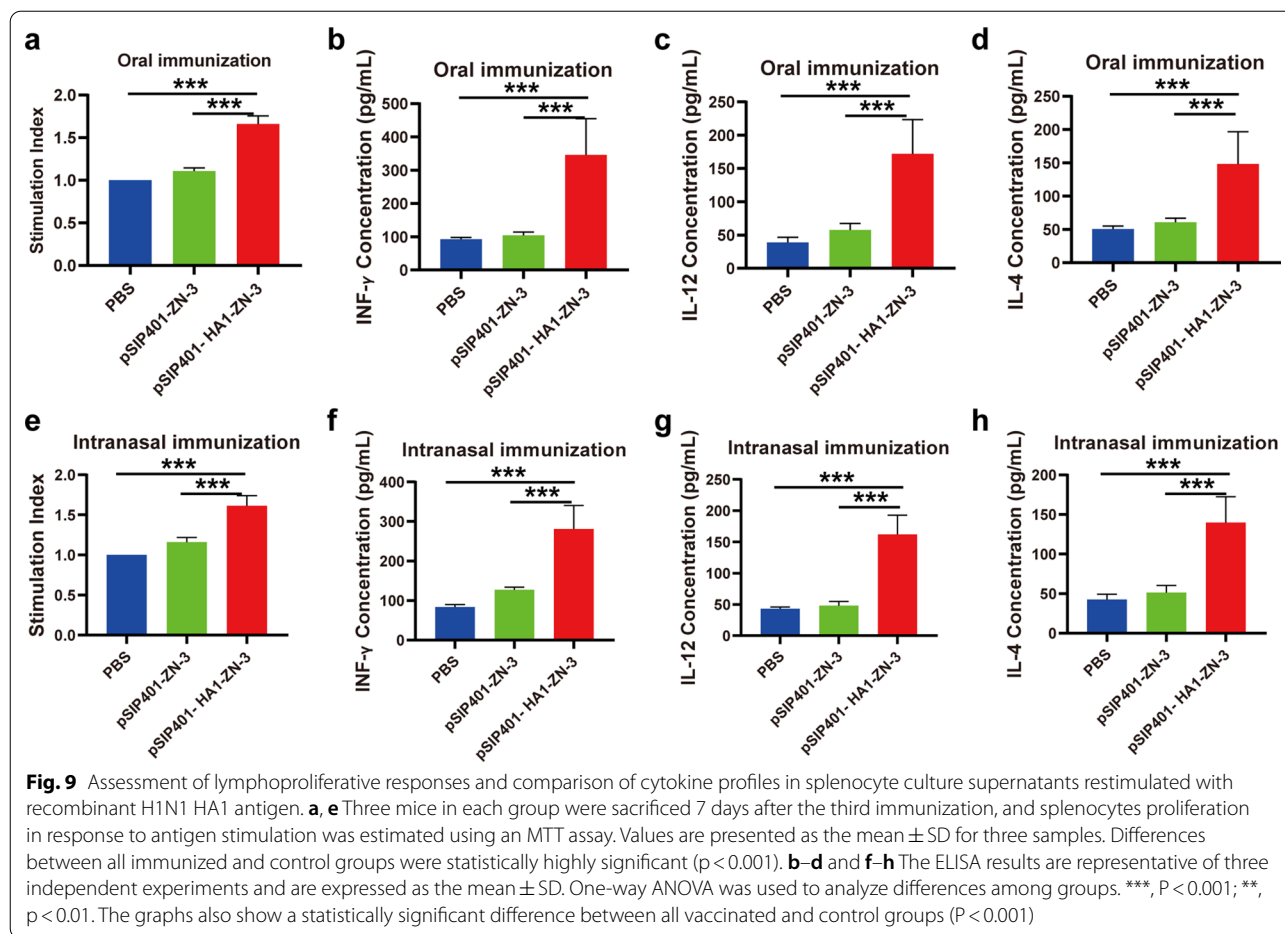 a
Oral immunization
***
***
Stimulation Index
2.0
1.5
1.0
0.5
0.0
PBS
pSIP401-ZN-3
pSIP401- HA1-ZN-3
b
Oral immunization
***
***
INF-γ Concentration (pg/mL)
500
400
300
200
100
0
PBS
pSIP401-ZN-3
pSIP401- HA1-ZN-3
c
Oral immunization
***
***
IL-12 Concentration (pg/mL)
250
200
150
100
50
0
PBS
pSIP401-ZN-3
pSIP401- HA1-ZN-3
d
Oral immunization
***
***
IL-4 Concentration (pg/mL)
250
200
150
100
50
0
PBS
pSIP401-ZN-3
pSIP401- HA1-ZN-3
e
Intranasal immunization
***
***
Stimulation Index
2.0
1.5
1.0
0.5
0.0
PBS
pSIP401-ZN-3
pSIP401- HA1-ZN-3
f
Intranasal immunization
***
***
INF-γ Concentration (pg/mL)
400
300
200
100
0
PBS
pSIP401-ZN-3
pSIP401- HA1-ZN-3
g
Intranasal immunization
***
***
IL-12 Concentration (pg/mL)
250
200
150
100
50
0
PBS
pSIP401-ZN-3
pSIP401- HA1-ZN-3
h
Intranasal immunization
***
***
IL-4 Concentration (pg/mL)
200
150
100
50
0
PBS
pSIP401-ZN-3
pSIP401- HA1-ZN-3
Fig. 9 Assessment of lymphoproliferative responses and comparison of cytokine profiles in splenocyte culture supernatants restimulated with
recombinant H1N1 HA1 antigen. a, e Three mice in each group were sacrificed 7 days after the third immunization, and splenocytes proliferation
in response to antigen stimulation was estimated using an MTT assay. Values are presented as the mean ± SD for three samples. Differences
between all immunized and control groups were statistically highly significant (p < 0.001). b–d and f–h The ELISA results are representative of three
independent experiments and are expressed as the mean ± SD. One-way ANOVA was used to analyze differences among groups. ***, P < 0.001; **,
p < 0.01. The graphs also show a statistically significant difference between all vaccinated and control groups (P < 0.001)